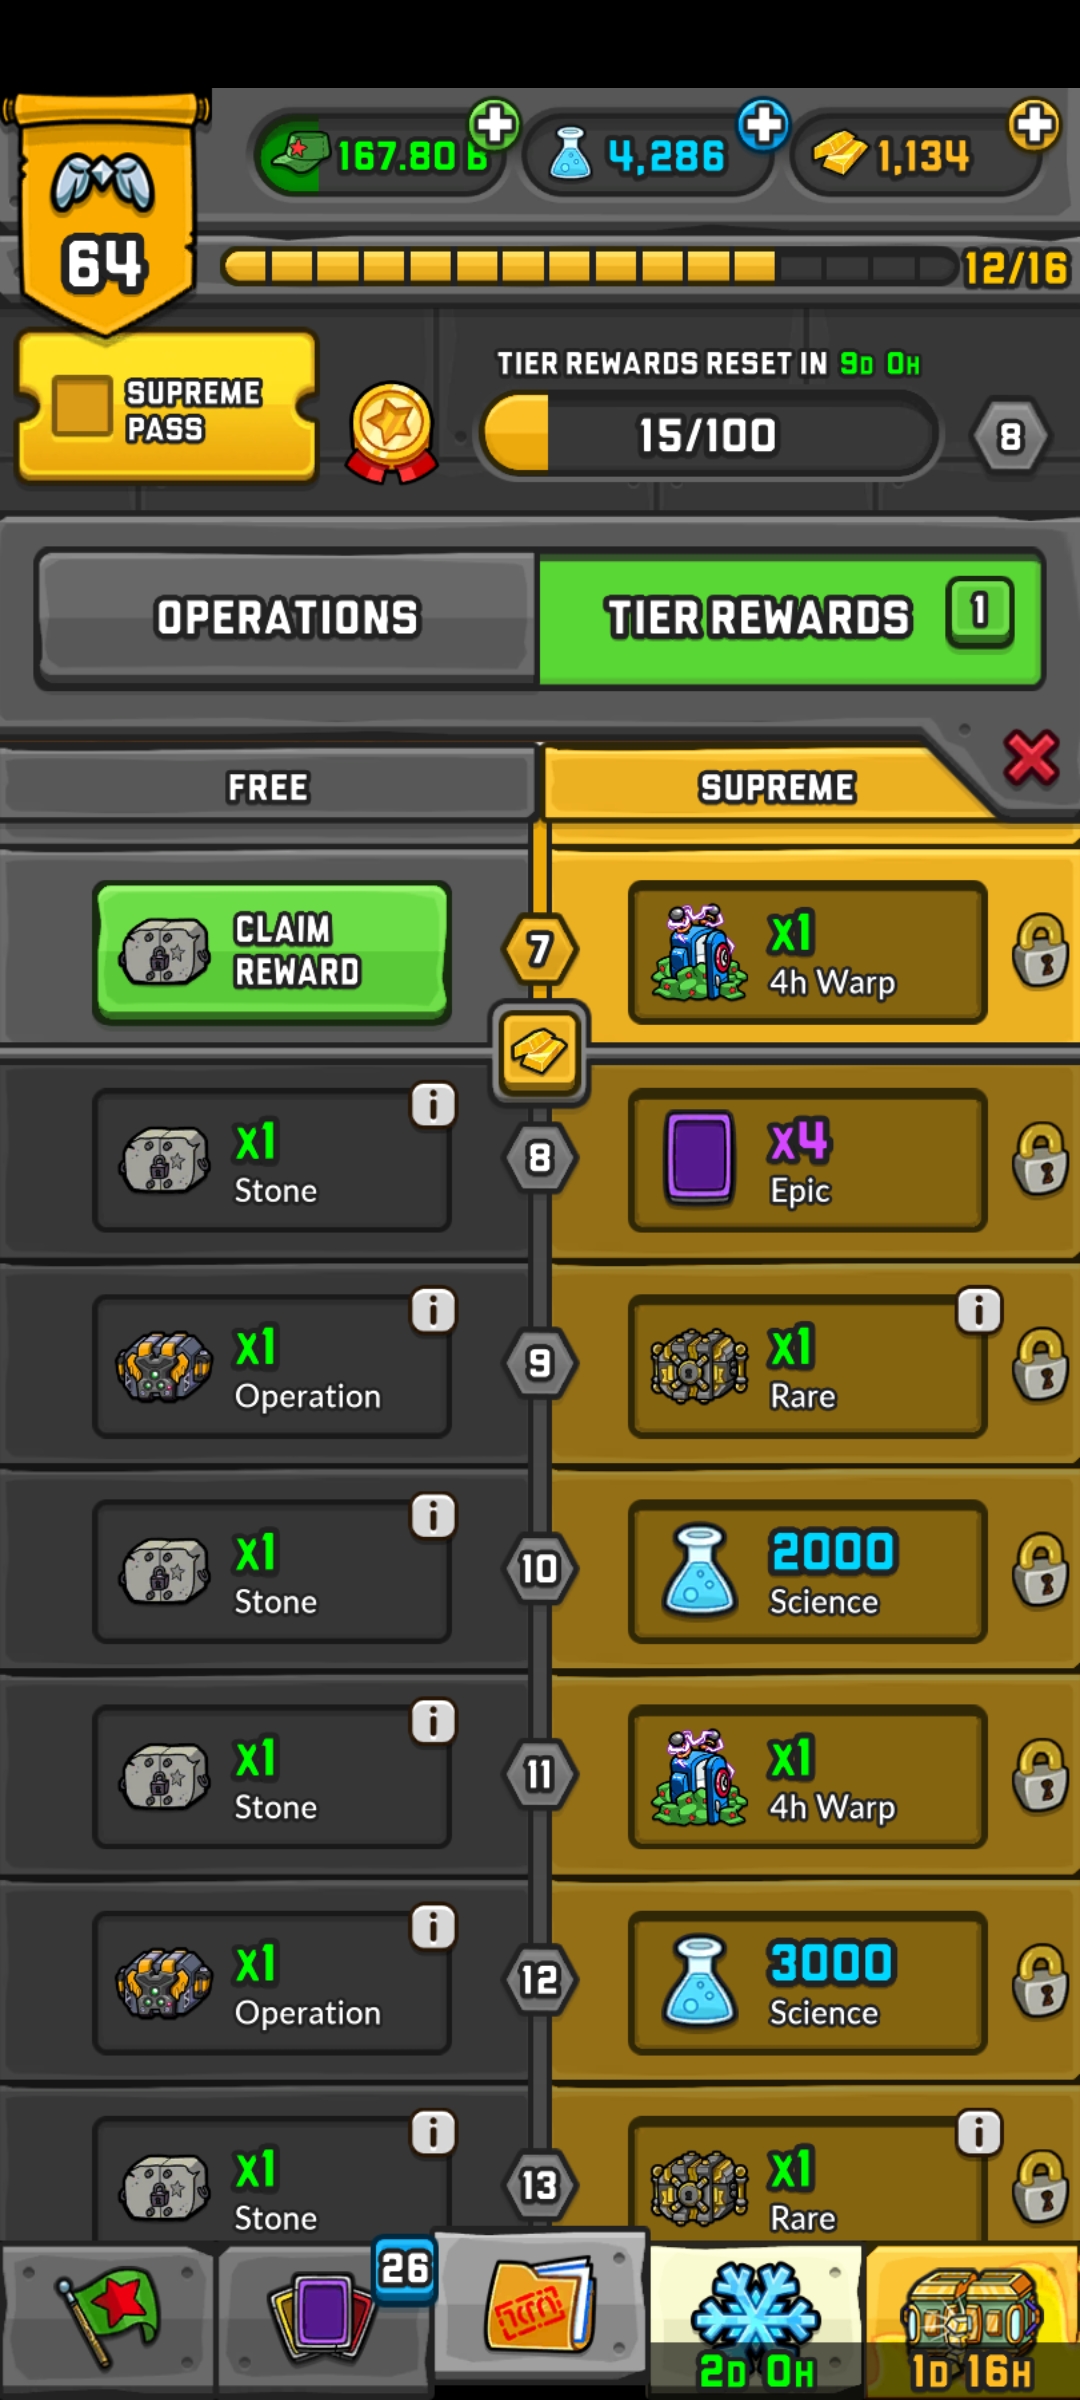 167.80 B
4,286
1,134
64
12/16
TIER REWARDS RESET IN 9D 0H
SUPREME
PASS
15/100
8
OPERATIONS
TIER REWARDS
1
FREE
SUPREME
CLAIM
REWARD
7
x1
4h Warp
x1
Stone
8
x4
Epic
x1
Operation
9
x1
Rare
x1
Stone
10
2000
Science
x1
Stone
11
x1
4h Warp
x1
Operation
12
3000
Science
x1
Stone
13
x1
Rare
26
2D 0H
1D 16H